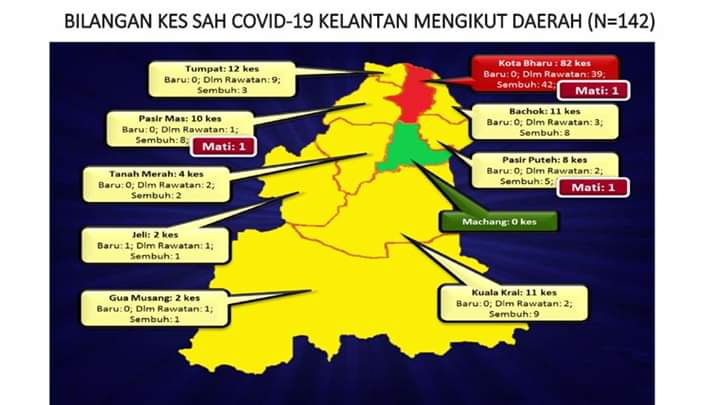 BILANGAN KES SAH COVID-19 KELANTAN MENGIKUT DAERAH (N=142)
Tumpat: 12 kes
Baru: 0; Dlm Rawatan: 9;
Sembuh: 3
Kota Bharu : 82 kes
Baru: 0; Dlm Rawatan: 39;
Sembuh: 42;
Mati: 1
Pasir Mas: 10 kes
Baru: 0; Dlm Rawatan: 1;
Sembuh: 8;
Mati: 1
Bachok: 11 kes
Baru: 0; Dlm Rawatan: 3;
Sembuh: 8
Tanah Merah: 4 kes
Baru: 0; Dlm Rawatan: 2;
Sembuh: 2
Pasir Puteh: 8 kes
Baru: 0; Dlm Rawatan: 2;
Sembuh: 5;
Mati: 1
Machang: 0 kes
Jeli: 2 kes
Baru: 1; Dlm Rawatan: 1;
Sembuh: 1
Gua Musang: 2 kes
Baru: 0; Dlm Rawatan: 1;
Sembuh: 1
Kuala Krai: 11 kes
Baru: 0; Dlm Rawatan: 2;
Sembuh: 9